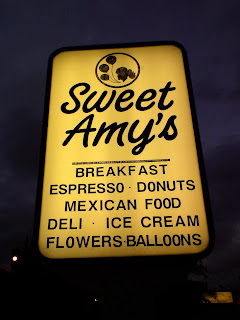 Sweet
Amy's
BREAKFAST
ESPRESSO · DONUTS
MEXICAN FOOD
DELI · ICE CREAM
FLOWERS·BALLOONS